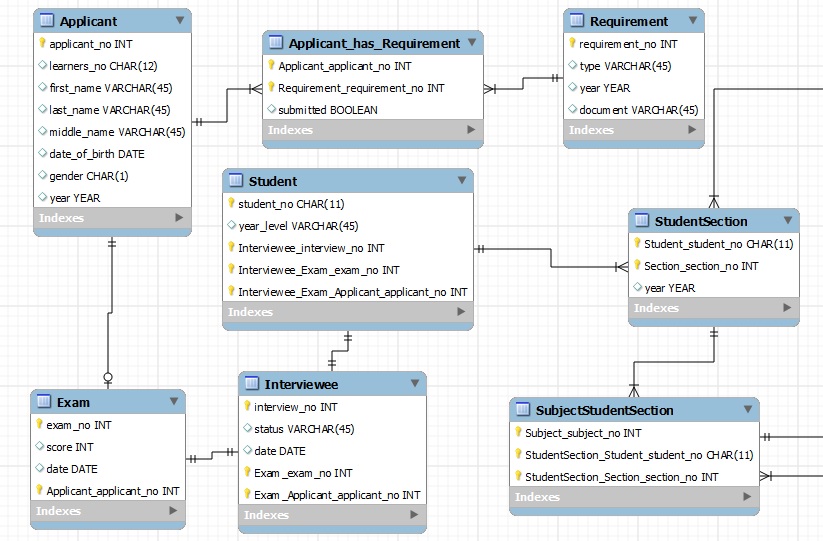 Applicant
applicant_no INT
learners_no CHAR(12)
first_name VARCHAR(45)
last_name VARCHAR(45)
middle_name VARCHAR(45)
date_of_birth DATE
gender CHAR(1)
year YEAR
Indexes
Applicant_has_Requirement
Applicant_applicant_no INT
Requirement_requirement_no INT
submitted BOOLEAN
Indexes
Requirement
requirement_no INT
type VARCHAR(45)
year YEAR
document VARCHAR(45)
Indexes
Student
student_no CHAR(11)
year_level VARCHAR(45)
Interviewee_interview_no INT
Interviewee_Exam_exam_no INT
Interviewee_Exam_Applicant_applicant_no INT
Indexes
StudentSection
Student_student_no CHAR(11)
Section_section_no INT
year YEAR
Indexes
Exam
exam_no INT
score INT
date DATE
Applicant_applicant_no INT
Indexes
Interviewee
interview_no INT
status VARCHAR(45)
date DATE
Exam_exam_no INT
Exam_Applicant_applicant_no INT
Indexes
SubjectStudentSection
Subject_subject_no INT
StudentSection_Student_student_no CHAR(11)
StudentSection_Section_section_no INT
Indexes